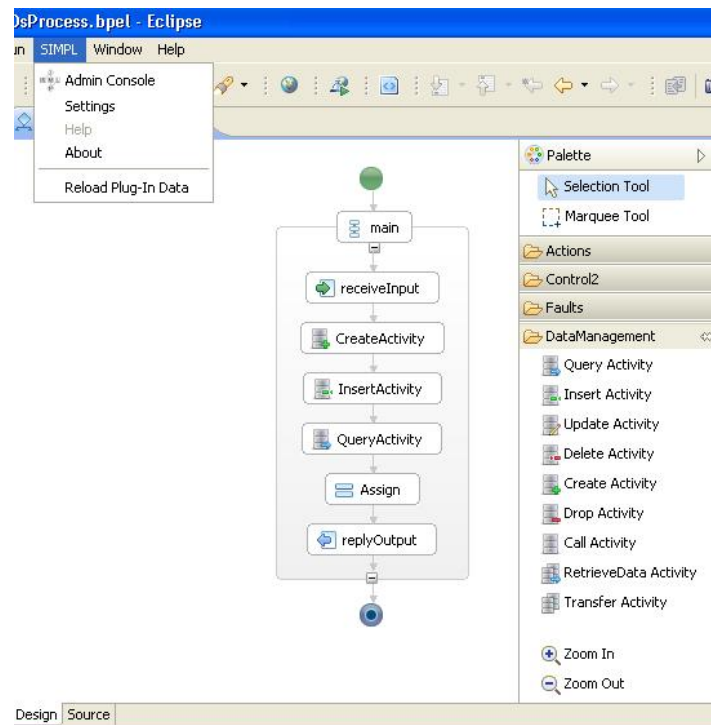 DsProcess.bpel - Eclipse
un SIMPL Window Help
Admin Console
Settings
Help
About
Reload Plug-In Data
main
receiveInput
CreateActivity
InsertActivity
QueryActivity
Assign
replyOutput
Palette
Selection Tool
Marquee Tool
Actions
Control2
Faults
DataManagement
Query Activity
Insert Activity
Update Activity
Delete Activity
Create Activity
Drop Activity
Call Activity
RetrieveData Activity
Transfer Activity
Zoom In
Zoom Out
Design Source